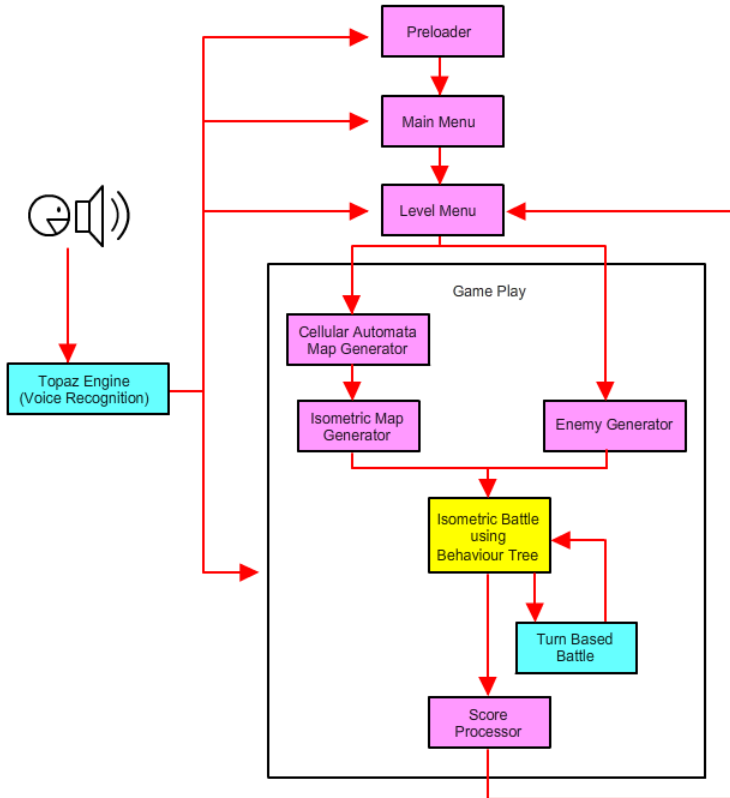 Preloader
Main Menu
Level Menu
Game Play
Cellular Automata
Map Generator
Topaz Engine
(Voice Recognition)
Isometric Map
Generator
Enemy Generator
Isometric Battle
using
Behaviour Tree
Turn Based
Battle
Score
Processor